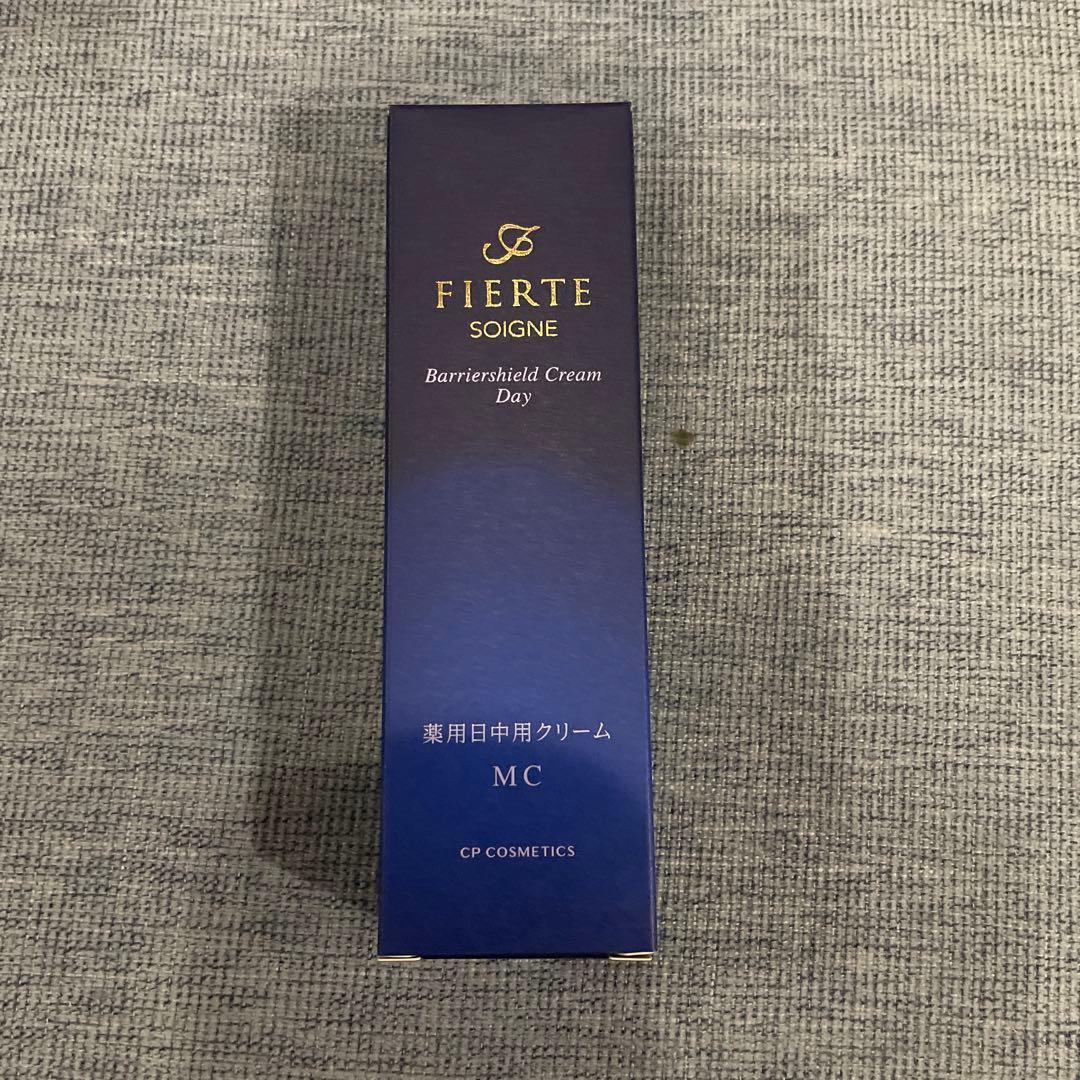 FIERTE
SOIGNE
Barriershield Cream
Day
薬用日中用クリーム
MC
CP COSMETICS